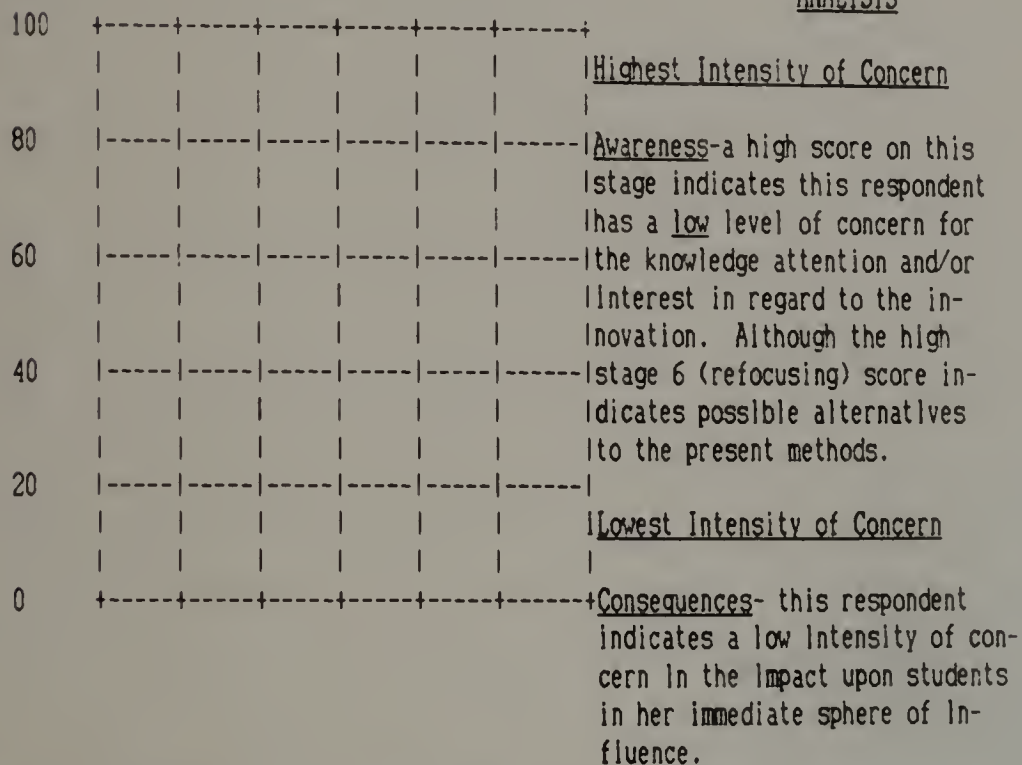 ANALYSIS
100
Highest Intensity of Concern
80
Awareness-a high score on this
stage indicates this respondent
has a low level of concern for
60
the knowledge attention and/or
interest in regard to the in-
novation. Although the high
40
stage 6 (refocusing) score in-
dicates possible alternatives
to the present methods.
20
Lowest Intensity of Concern
0
Consequences- this respondent
indicates a low intensity of con-
cern in the impact upon students
in her immediate sphere of in-
fluence.